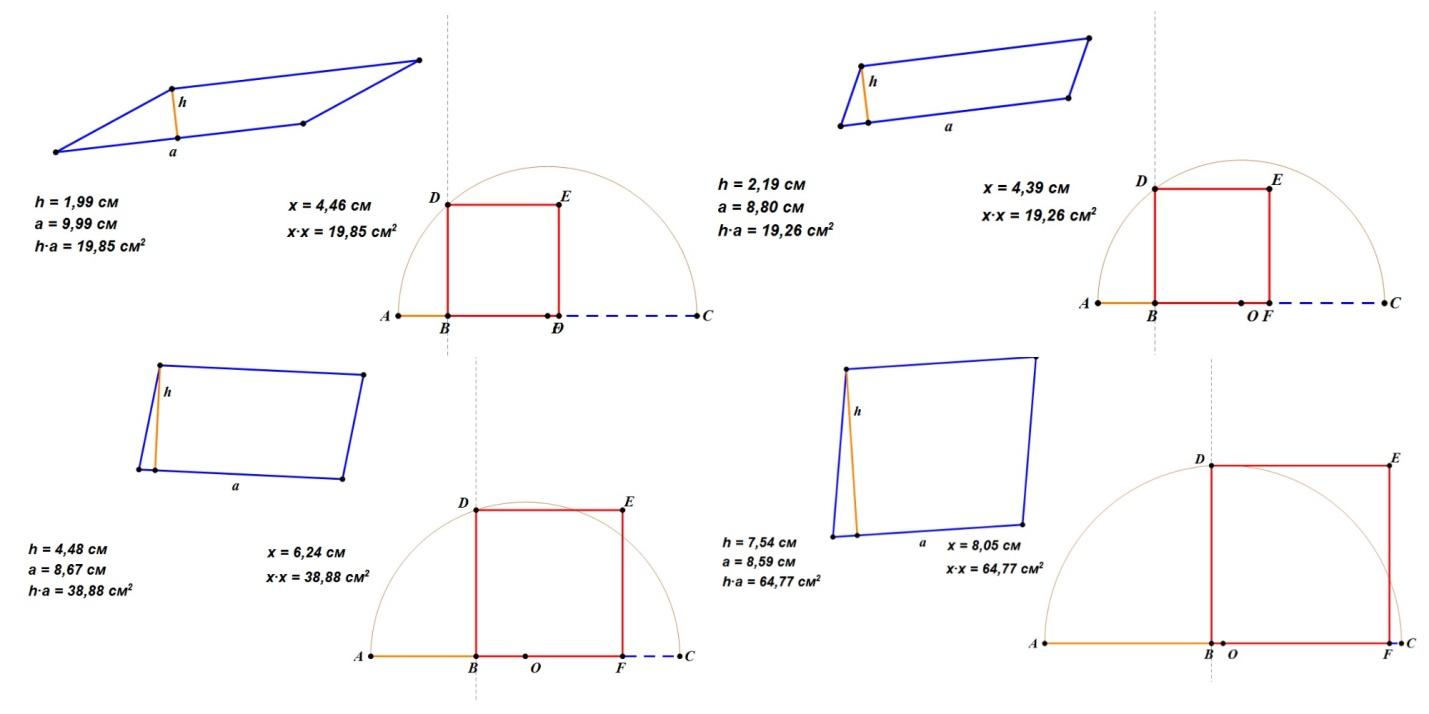 h
a
h = 1,99 см
a = 9,99 см
h·a = 19,85 см²
x = 4,46 см
x·x = 19,85 см²
D E
A B C
h
a
h = 2,19 см
a = 8,80 см
h·a = 19,26 см²
x = 4,39 см
x·x = 19,26 см²
D E
A B O F C
h
a
h = 4,48 см
a = 8,67 см
h·a = 38,88 см²
x = 6,24 см
x·x = 38,88 см²
D E
A B O F C
h
a
h = 7,54 см
a = 8,59 см
h·a = 64,77 см²
x = 8,05 см
x·x = 64,77 см²
D E
A B O F C